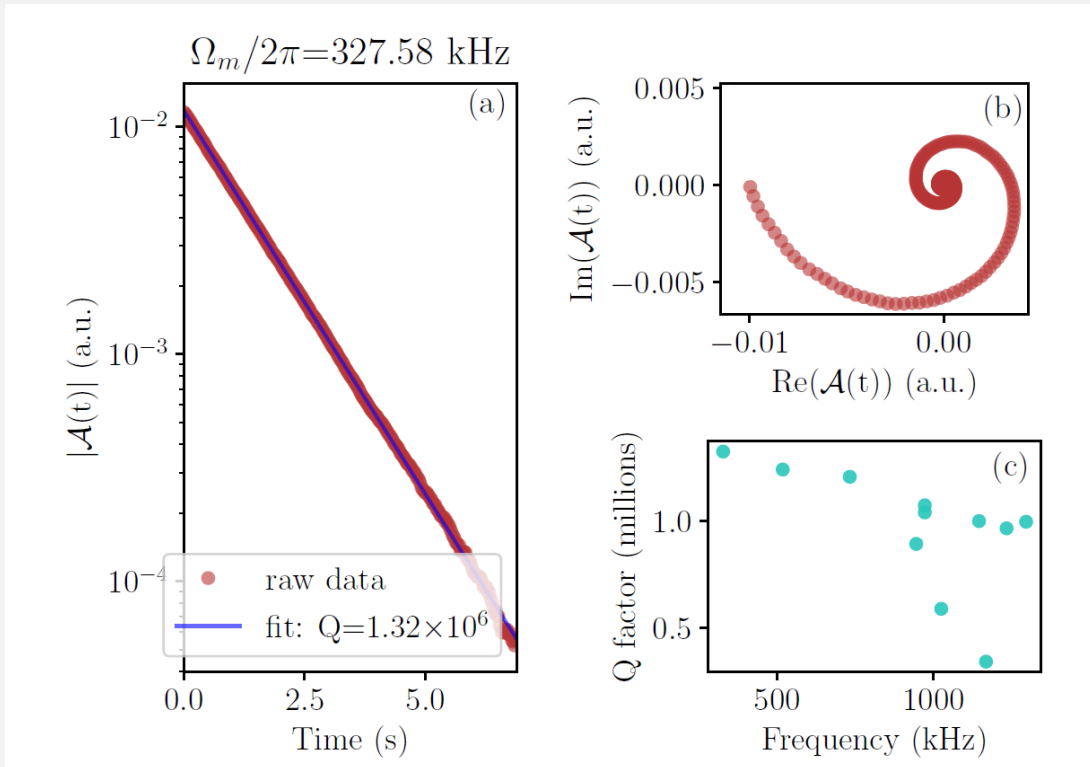 Ωₘ/2π=327.58 kHz
(a)
10⁻²
10⁻³
10⁻⁴
|𝒜(t)| (a.u.)
raw data
fit: Q=1.32×10⁶
0.0 2.5 5.0
Time (s)
(b)
0.005
0.000
−0.005
Im(𝒜(t)) (a.u.)
−0.01 0.00
Re(𝒜(t)) (a.u.)
(c)
1.0
0.5
Q factor (millions)
500 1000
Frequency (kHz)